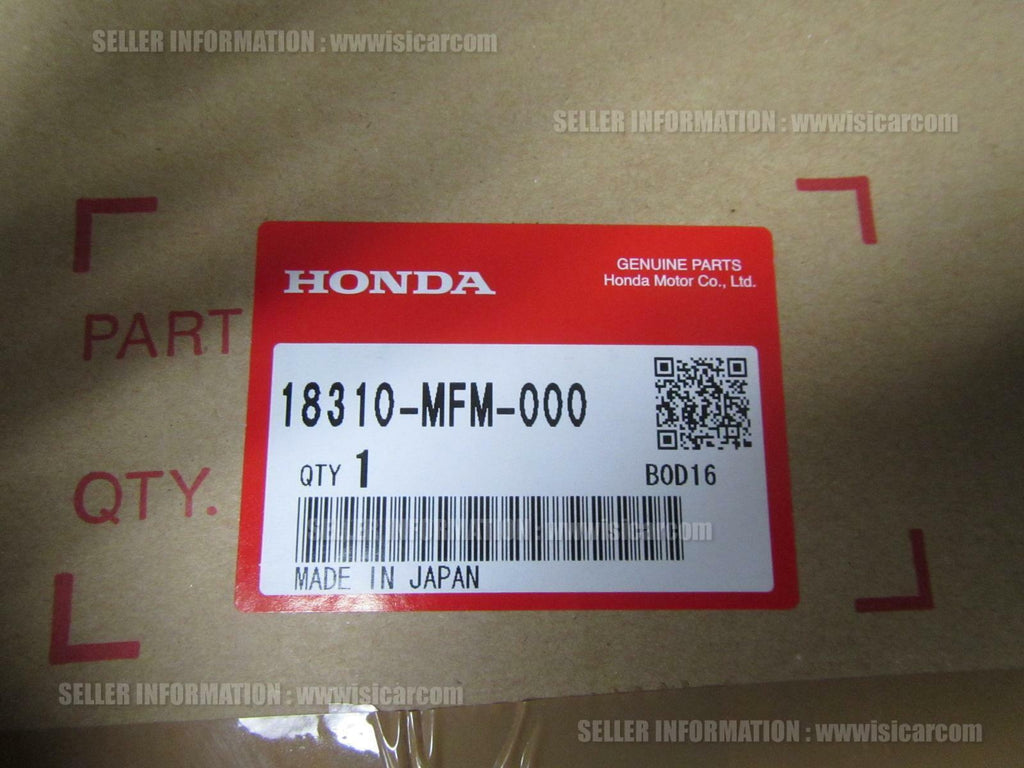 SELLER INFORMATION : wwwisicarcom
SELLER INFORMATION : wwwisicarcom
HONDA
GENUINE PARTS
Honda Motor Co., Ltd.
PART
18310-MFM-000
QTY.
QTY 1
B0D16
SELLER INFORMATION : wwwisicarcom
MADE IN JAPAN
SELLER INFORMATION : wwwisicarcom
SELLER INFORMATION : wwwisicarcom